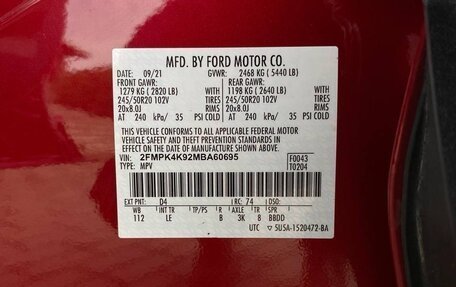 MFD. BY FORD MOTOR CO.
DATE: 09/21 GVWR: 2468 KG ( 5440 LB)
FRONT GAWR: REAR GAWR:
1279 KG ( 2820 LB) 1198 KG ( 2640 LB)
245/50R20 102V TIRES 245/50R20 102V TIRES
20x8.0J RIMS 20x8.0J RIMS
AT 240 kPa/ 35 PSI COLD AT 240 kPa/ 35 PSI COLD
THIS VEHICLE CONFORMS TO ALL APPLICABLE FEDERAL MOTOR
VEHICLE SAFETY AND THEFT PREVENTION STANDARDS IN EFFECT
ON THE DATE OF MANUFACTURE SHOWN ABOVE.
VIN: 2FMPK4K92MBA60695 F0043
TYPE: MPV T0204
EXT PNT: D4 RC: 74 DSO:
WB INT TR TP/PS R AXLE TR SPR
112 LE B 3K 8 BBDD
UTC SU5A-1520472-BA